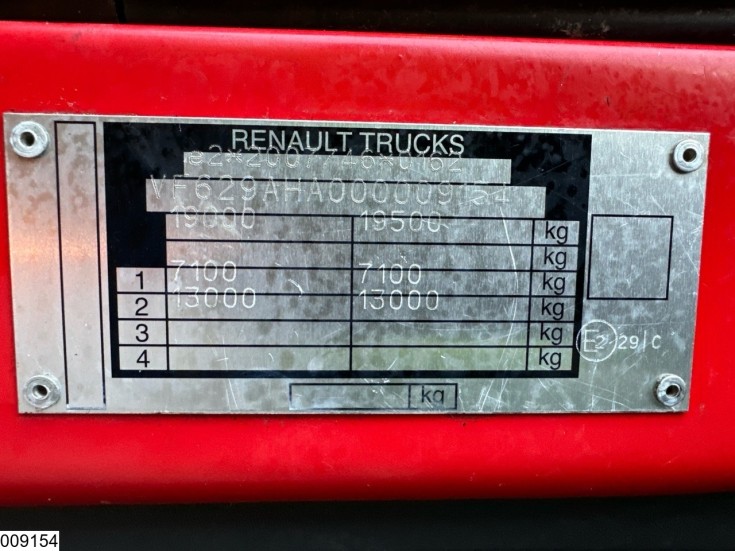 RENAULT TRUCKS
e2*2007/46*0162
VF629AHA000009154
19000 19500 kg
kg
1 7100 7100 kg
2 13000 13000 kg
3 kg
4 kg
E2 29 I C
kg
009154